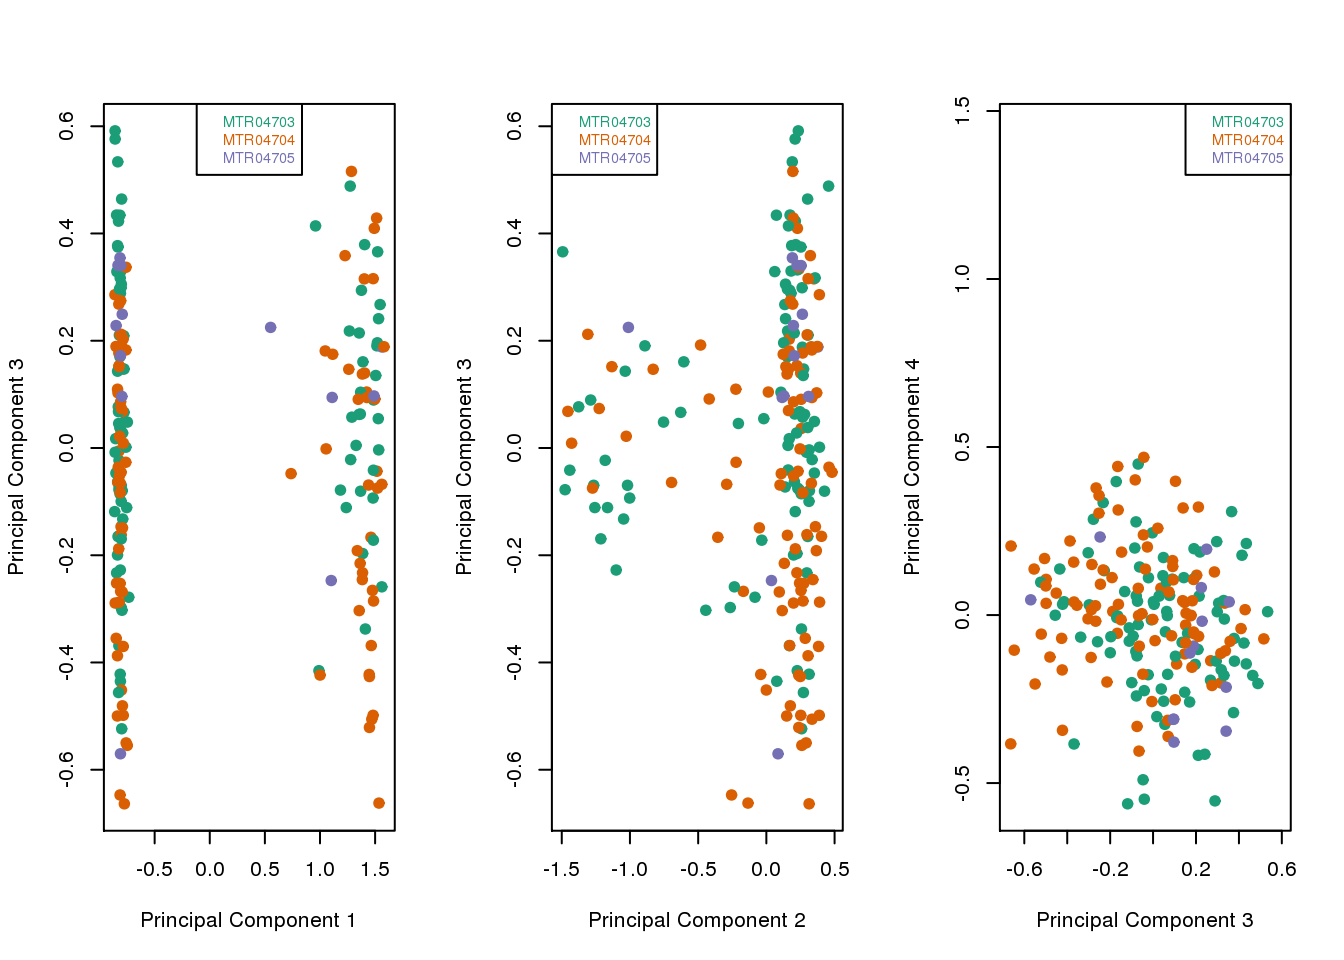 MTR04703
MTR04704
MTR04705
0.6
0.4
0.2
0.0
-0.2
-0.4
-0.6
Principal Component 3
-0.5 0.0 0.5 1.0 1.5
Principal Component 1
MTR04703
MTR04704
MTR04705
0.6
0.4
0.2
0.0
-0.2
-0.4
-0.6
Principal Component 3
-1.5 -1.0 -0.5 0.0 0.5
Principal Component 2
MTR04703
MTR04704
MTR04705
1.5
1.0
0.5
0.0
-0.5
Principal Component 4
-0.6 -0.2 0.2 0.6
Principal Component 3